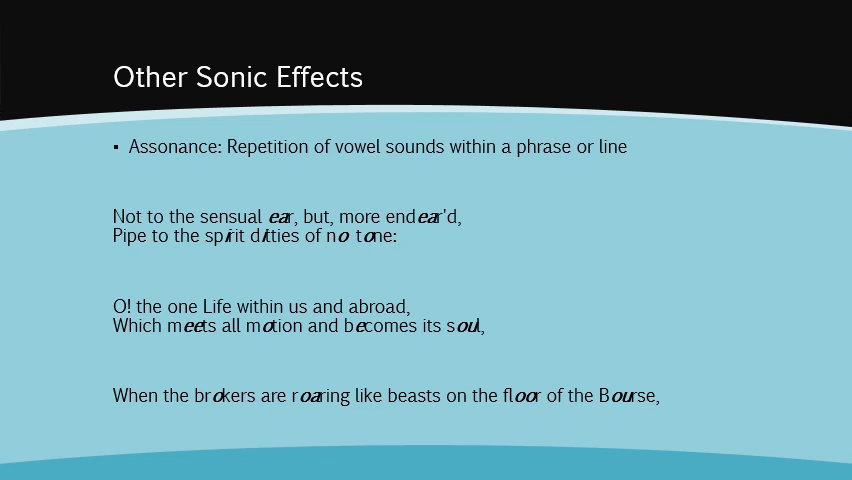 Other Sonic Effects
▪ Assonance: Repetition of vowel sounds within a phrase or line
Not to the sensual ear, but, more endear'd,
Pipe to the spirit ditties of no tone:
O! the one Life within us and abroad,
Which meets all motion and becomes its soul,
When the brokers are roaring like beasts on the floor of the Bourse,